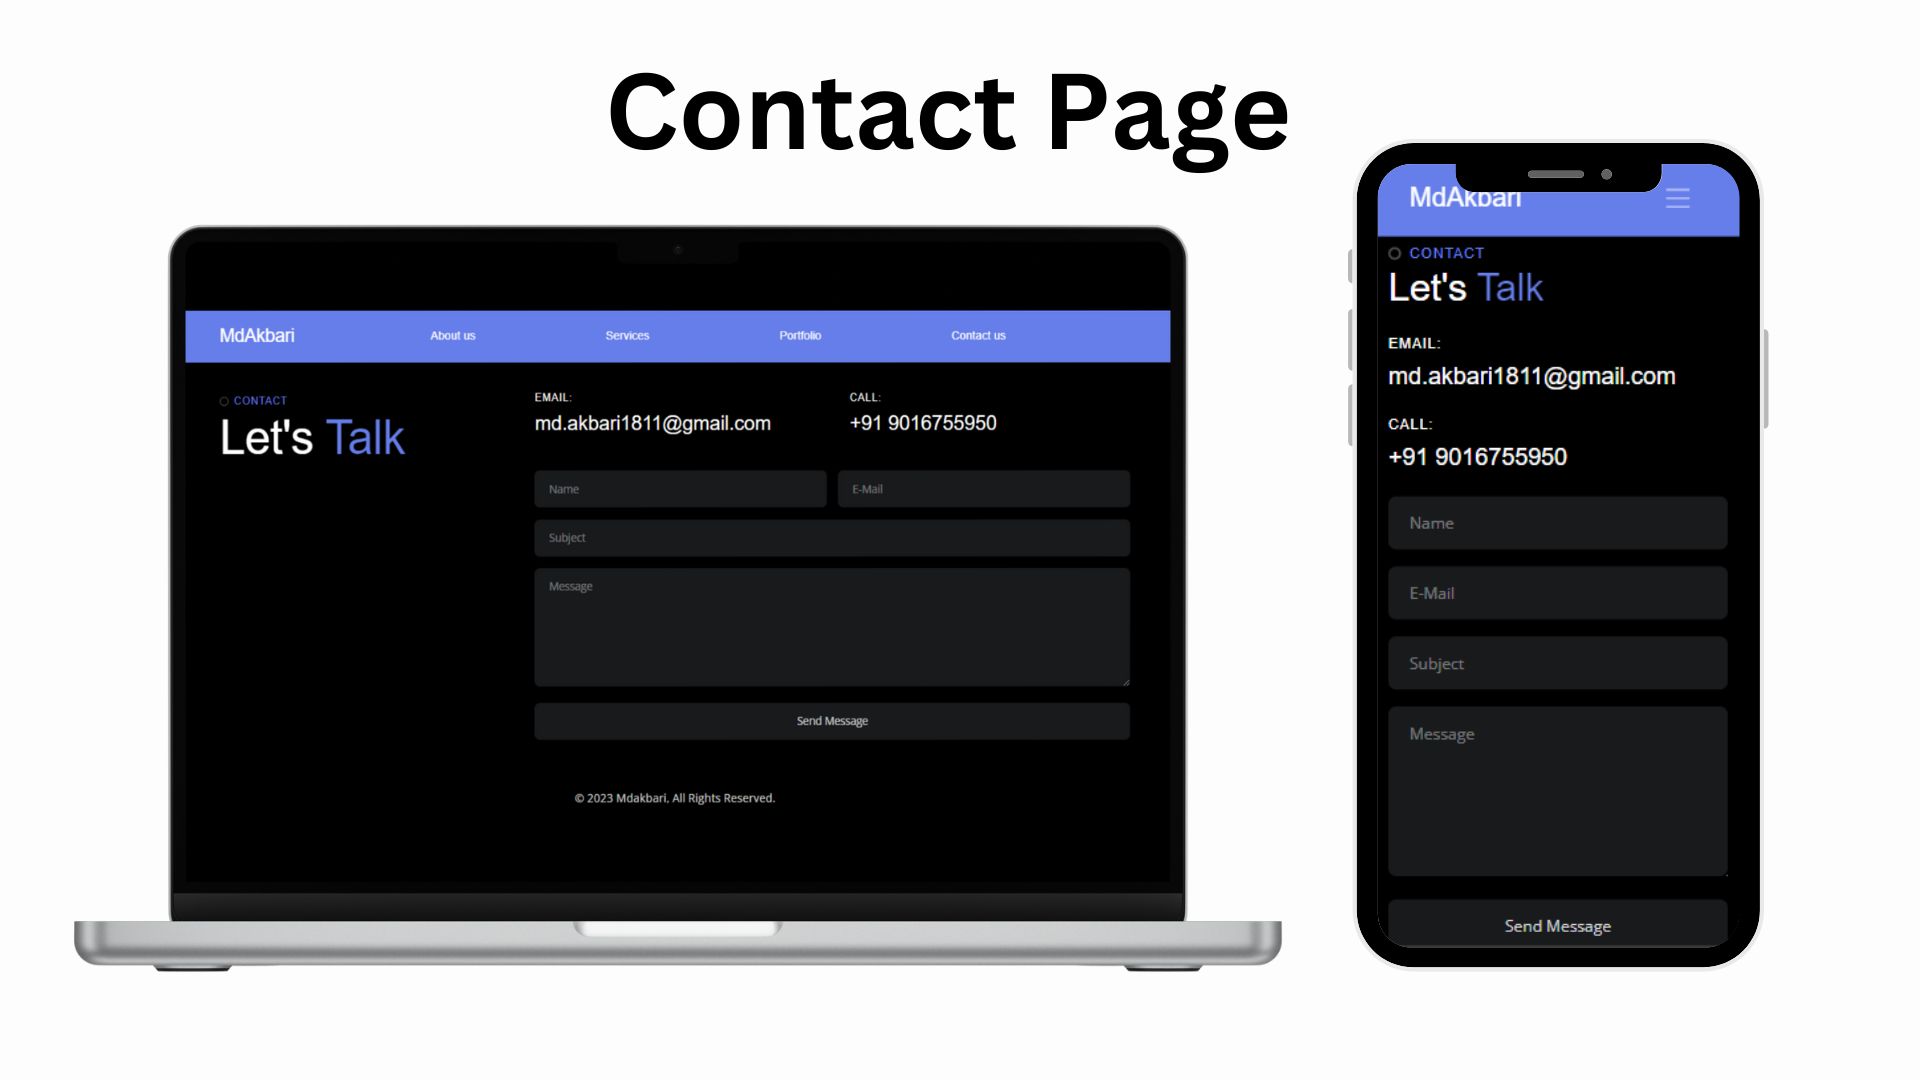 Contact Page
MdAkbari About us Services Portfolio Contact us
CONTACT
Let's Talk
EMAIL:
md.akbari1811@gmail.com
CALL:
+91 9016755950
Name
E-Mail
Subject
Message
Send Message
© 2023 Mdakbari, All Rights Reserved.
MdAkbari
CONTACT
Let's Talk
EMAIL:
md.akbari1811@gmail.com
CALL:
+91 9016755950
Name
E-Mail
Subject
Message
Send Message